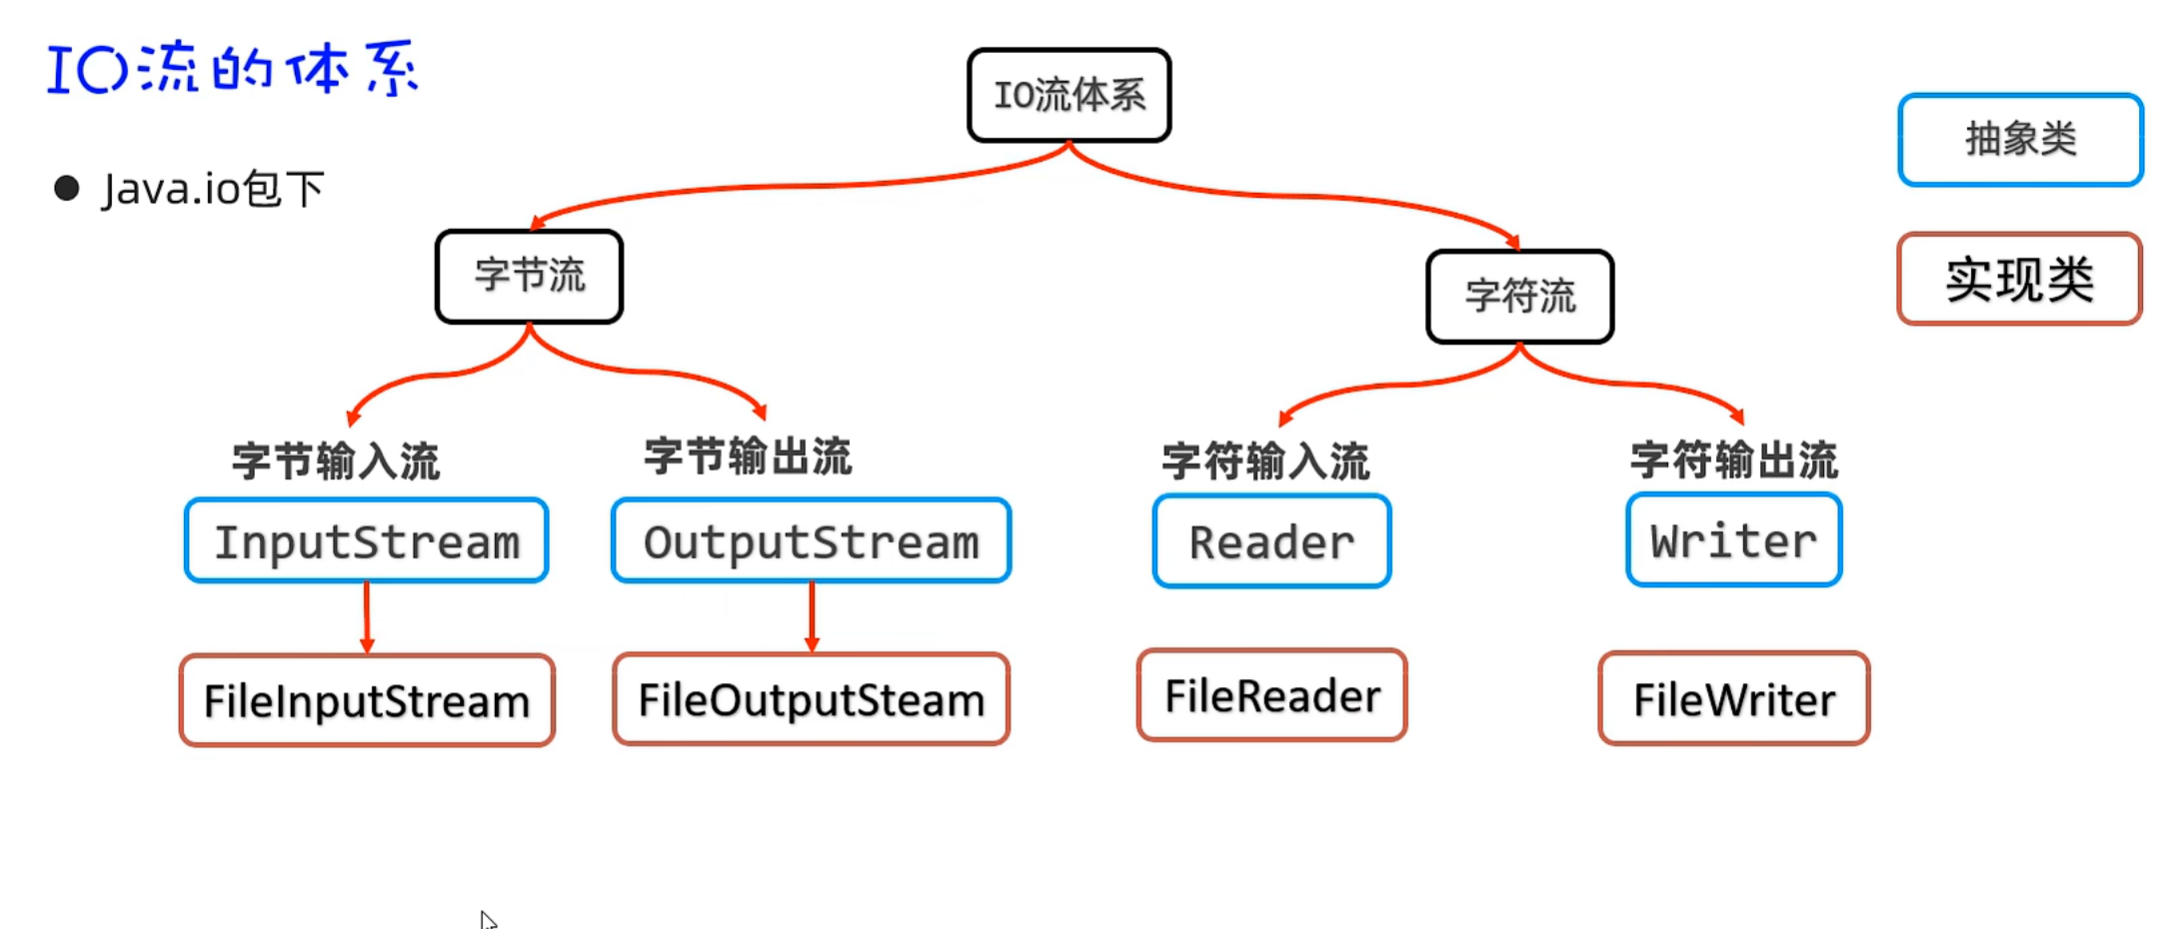 IO流的体系
Java.io包下
IO流体系
抽象类
实现类
字节流
字符流
字节输入流
字节输出流
字符输入流
字符输出流
InputStream
OutputStream
Reader
Writer
FileInputStream
FileOutputSteam
FileReader
FileWriter